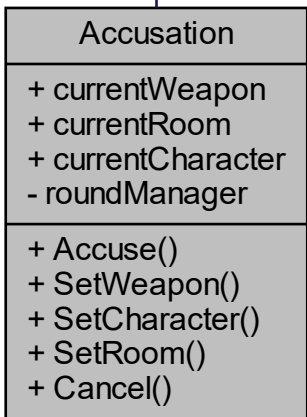 Accusation
+ currentWeapon
+ currentRoom
+ currentCharacter
- roundManager
+ Accuse()
+ SetWeapon()
+ SetCharacter()
+ SetRoom()
+ Cancel()